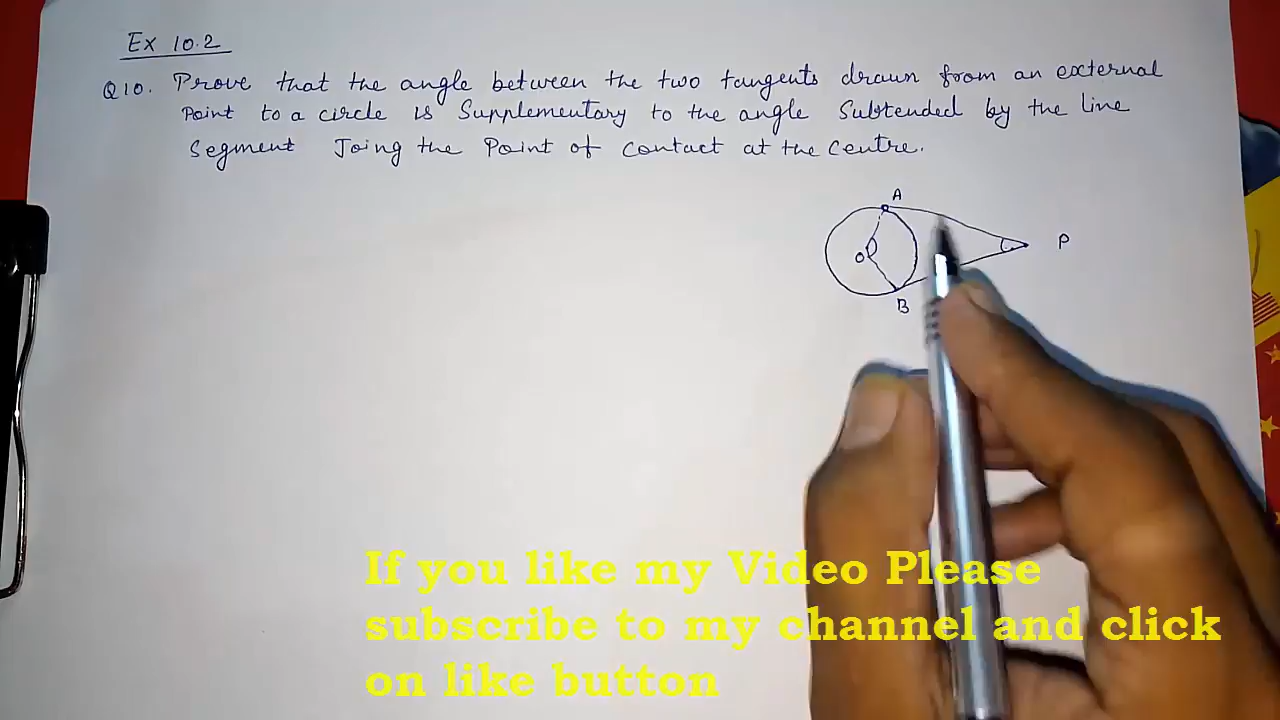 Ex 10.2
Q10. Prove that the angle between the two tangents drawn from an external
Point to a circle is Supplementary to the angle Subtended by the line
Segment Joing the Point of Contact at the Centre.
A
O
P
B
If you like my Video Please
subscribe to my channel and click
on like button